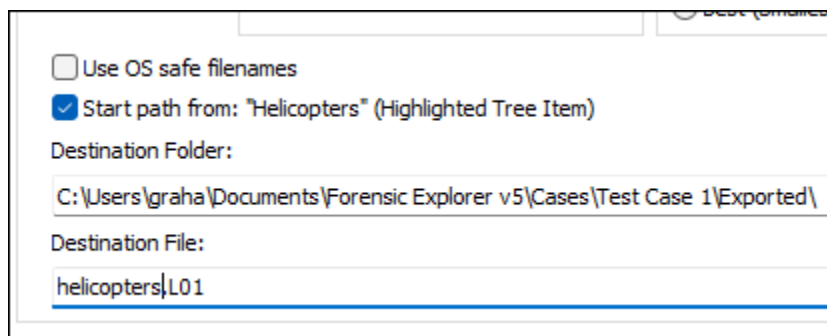 Use OS safe filenames
Start path from: "Helicopters" (Highlighted Tree Item)
Destination Folder:
C:\Users\graha\Documents\Forensic Explorer v5\Cases\Test Case 1\Exported\
Destination File:
helicopters.L01